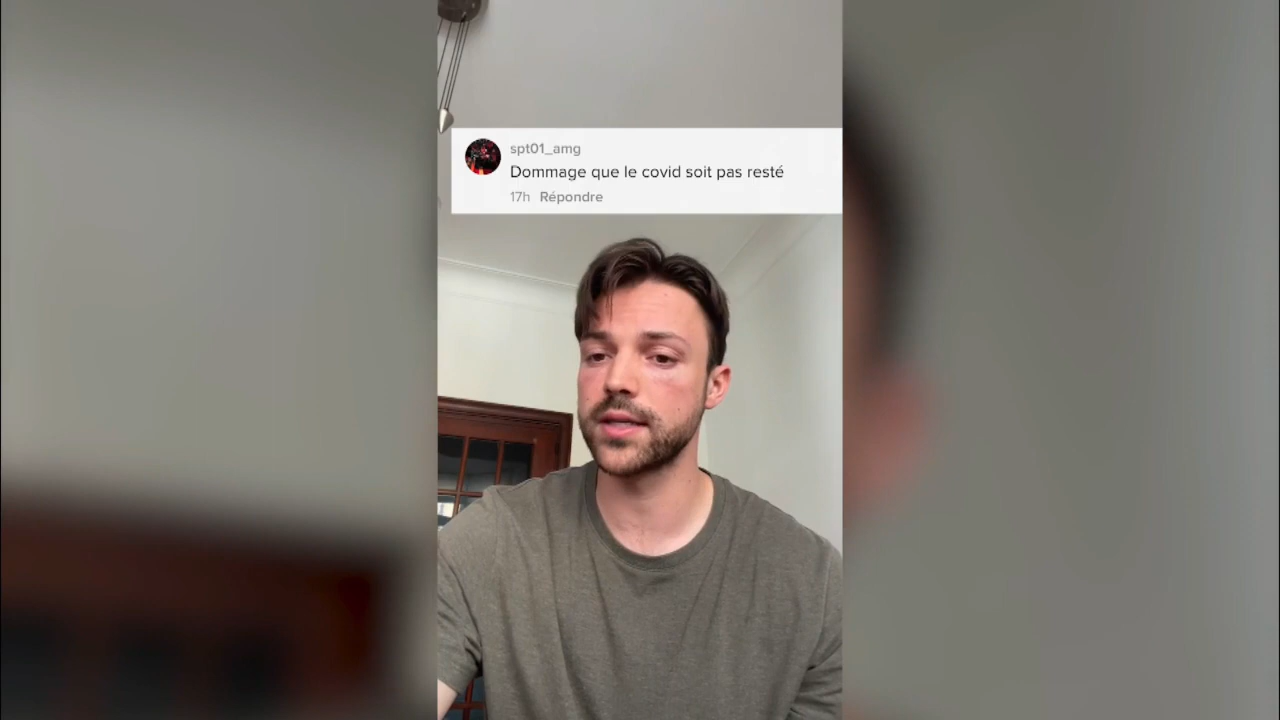 spt01_amg
Dommage que le covid soit pas resté
17h Répondre